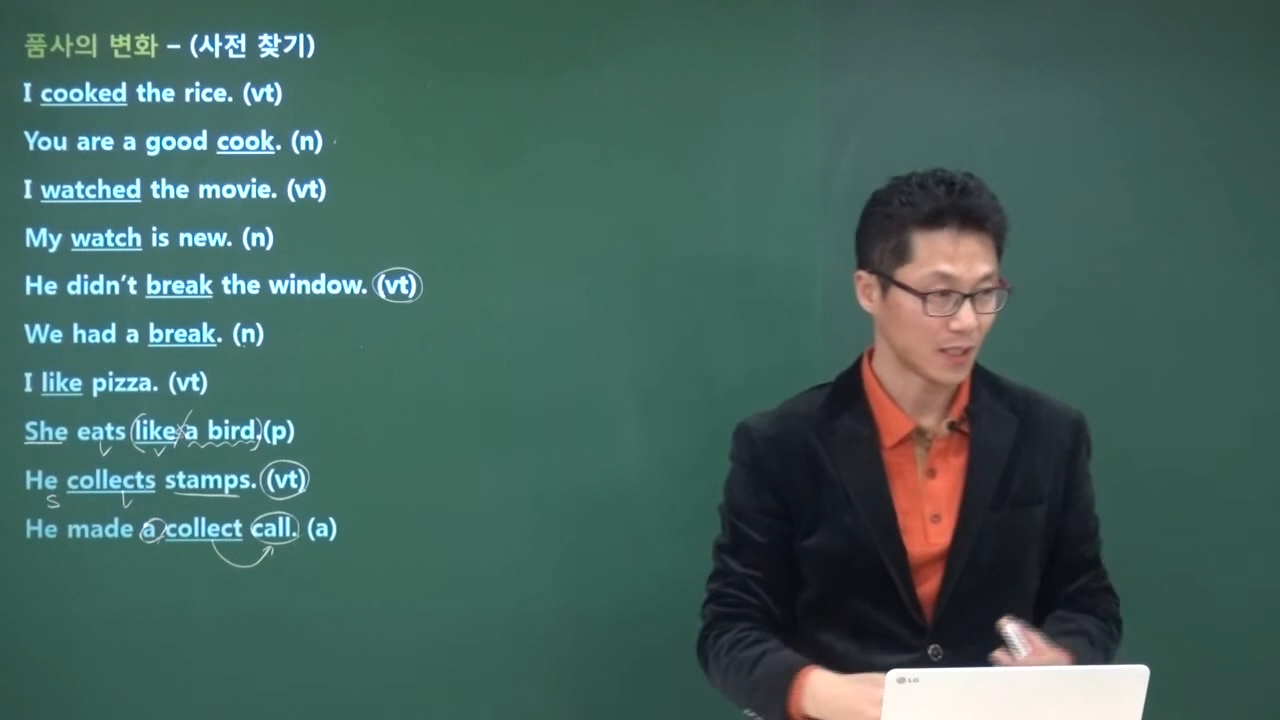 품사의 변화 – (사전 찾기)
I cooked the rice. (vt)
You are a good cook. (n)
I watched the movie. (vt)
My watch is new. (n)
He didn’t break the window. (vt)
We had a break. (n)
I like pizza. (vt)
She eats like a bird.(p)
He collects stamps. (vt)
S
He made a collect call. (a)
LG